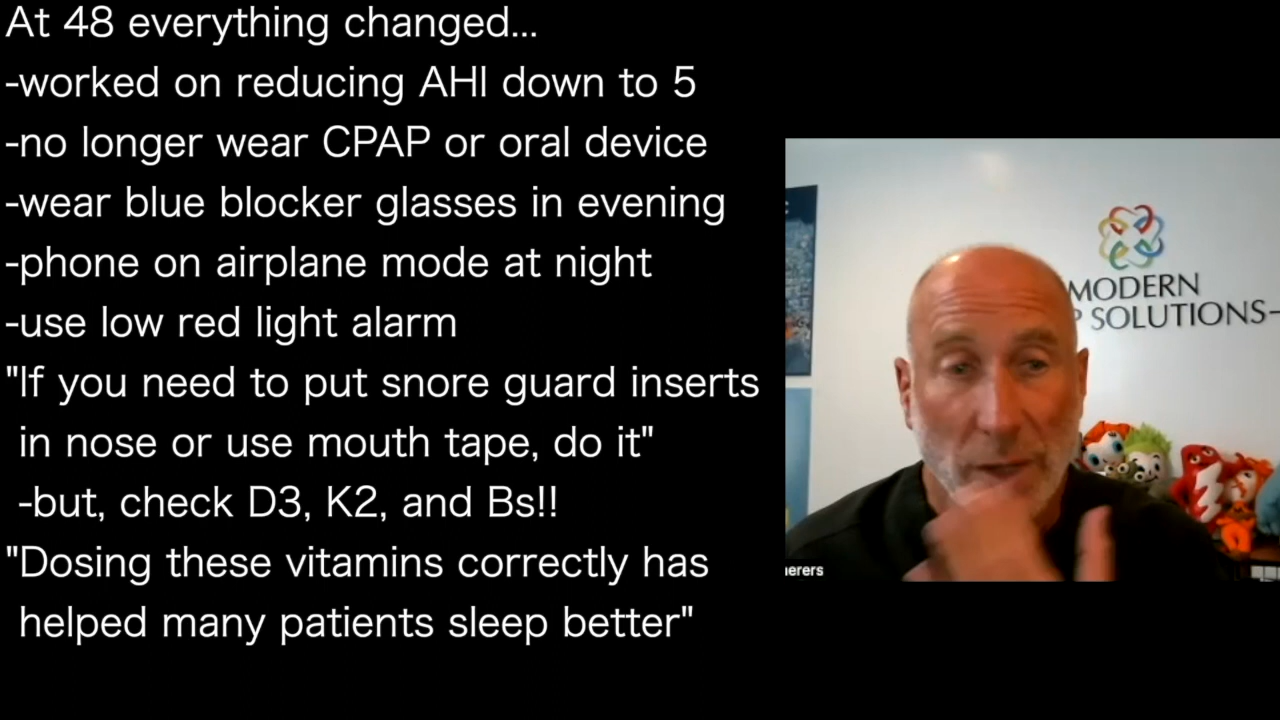 At 48 everything changed...
-worked on reducing AHI down to 5
-no longer wear CPAP or oral device
-wear blue blocker glasses in evening
-phone on airplane mode at night
-use low red light alarm
"If you need to put snore guard inserts
in nose or use mouth tape, do it"
-but, check D3, K2, and Bs!!
"Dosing these vitamins correctly has
helped many patients sleep better"
MODERN
P SOLUTIONS-